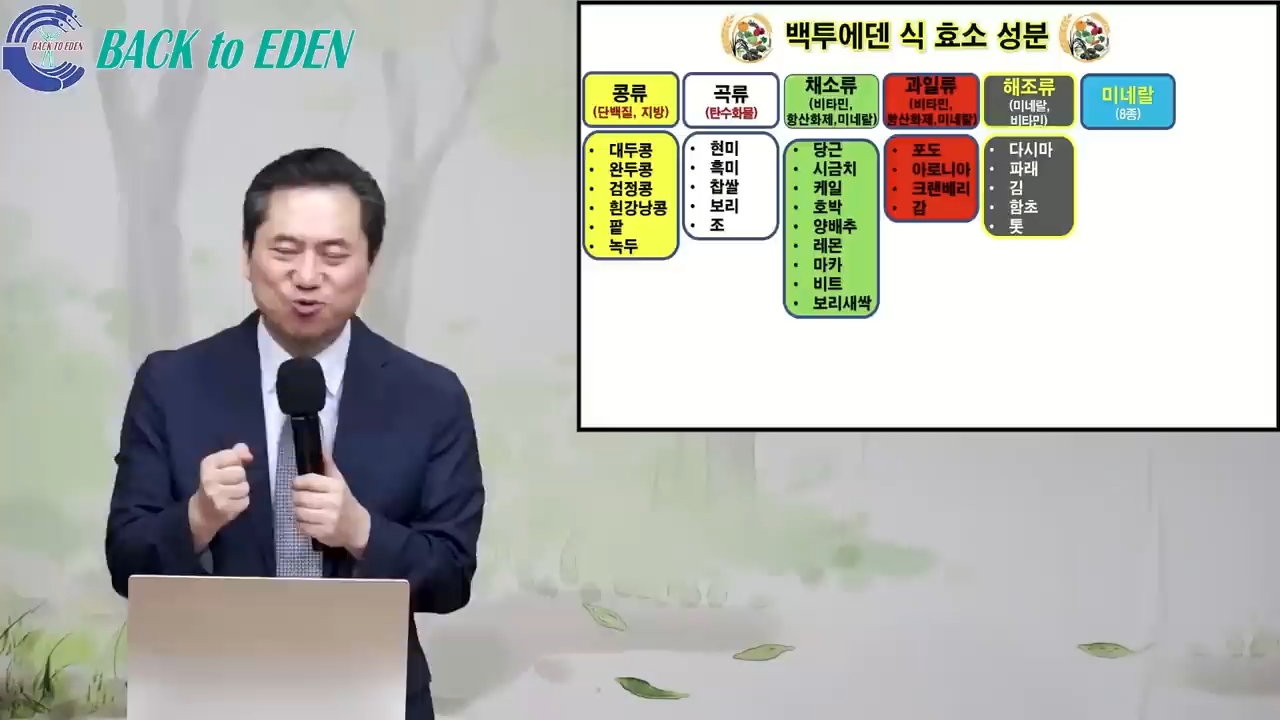 BACK TO EDEN
BACK to EDEN
백투에덴 식 효소 성분
콩류
(단백질, 지방)
• 대두콩
• 완두콩
• 검정콩
• 흰강낭콩
• 팥
• 녹두
곡류
(탄수화물)
• 현미
• 흑미
• 찹쌀
• 보리
• 조
채소류
(비타민,
항산화제,미네랄)
• 당근
• 시금치
• 케일
• 호박
• 양배추
• 레몬
• 마카
• 비트
• 보리새싹
과일류
(비타민,
항산화제,미네랄)
• 포도
• 아로니아
• 크랜베리
• 감
해조류
(미네랄,
비타민)
• 다시마
• 파래
• 김
• 함초
• 톳
미네랄
(8종)